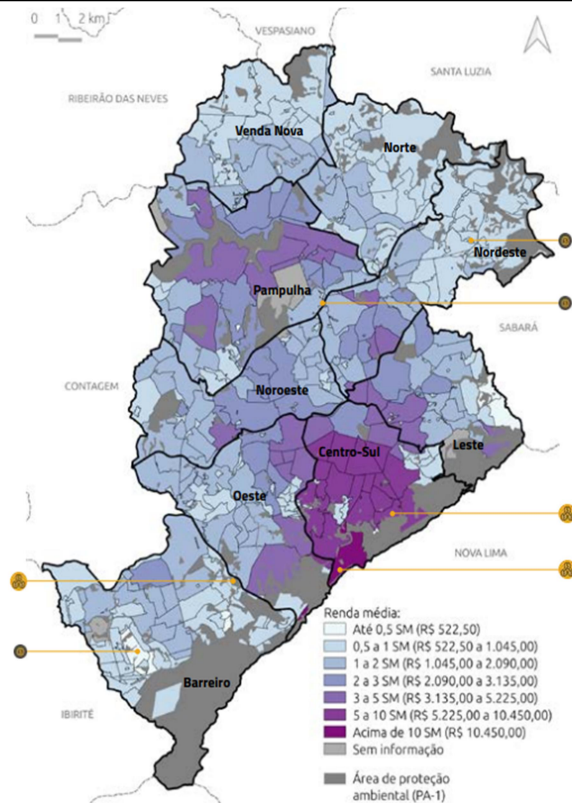 0 1 2 km
VESPASIANO
SANTA LUZIA
RIBEIRÃO DAS NEVES
Venda Nova
Norte
Nordeste
Pampulha
SABARÁ
CONTAGEM
Noroeste
Leste
Centro-Sul
Oeste
NOVA LIMA
Barreiro
IBIRITÉ
Renda média:
Até 0,5 SM (R$ 522,50)
0,5 a 1 SM (R$ 522,50 a 1.045,00)
1 a 2 SM (R$ 1.045,00 a 2.090,00)
2 a 3 SM (R$ 2.090,00 a 3.135,00)
3 a 5 SM (R$ 3.135,00 a 5.225,00)
5 a 10 SM (R$ 5.225,00 a 10.450,00)
Acima de 10 SM (R$ 10.450,00)
Sem informação
Área de proteção
ambiental (PA-1)